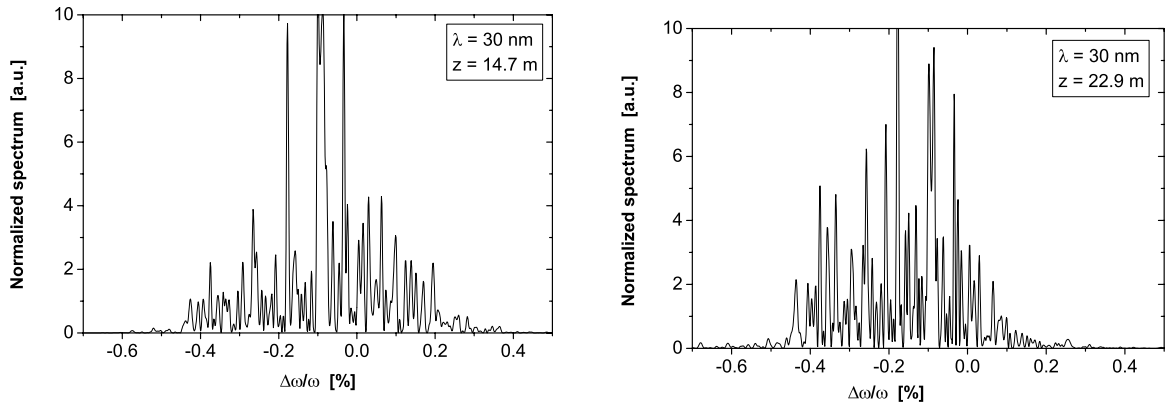 10
8
6
4
2
0
Normalized spectrum [a.u.]
λ = 30 nm
z = 14.7 m
-0.6 -0.4 -0.2 0.0 0.2 0.4
Δω/ω [%]
10
8
6
4
2
0
Normalized spectrum [a.u.]
λ = 30 nm
z = 22.9 m
-0.6 -0.4 -0.2 0.0 0.2 0.4
Δω/ω [%]